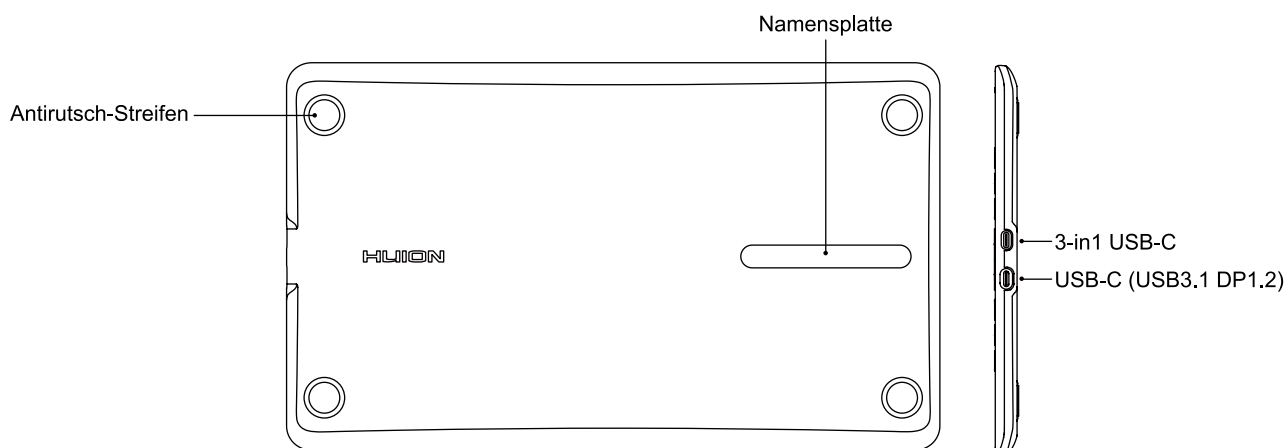 Namensplatte
Antirutsch-Streifen
HUION
3-in1 USB-C
USB-C (USB3.1 DP1.2)